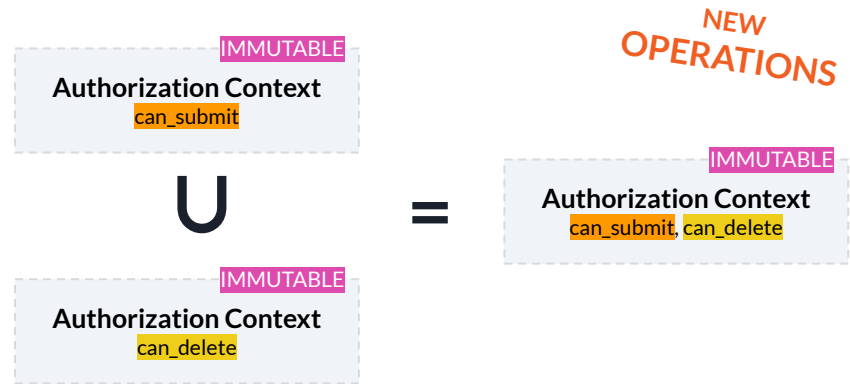 NEW
OPERATIONS
IMMUTABLE
Authorization Context
can_submit
∪
IMMUTABLE
Authorization Context
can_delete
=
IMMUTABLE
Authorization Context
can_submit, can_delete